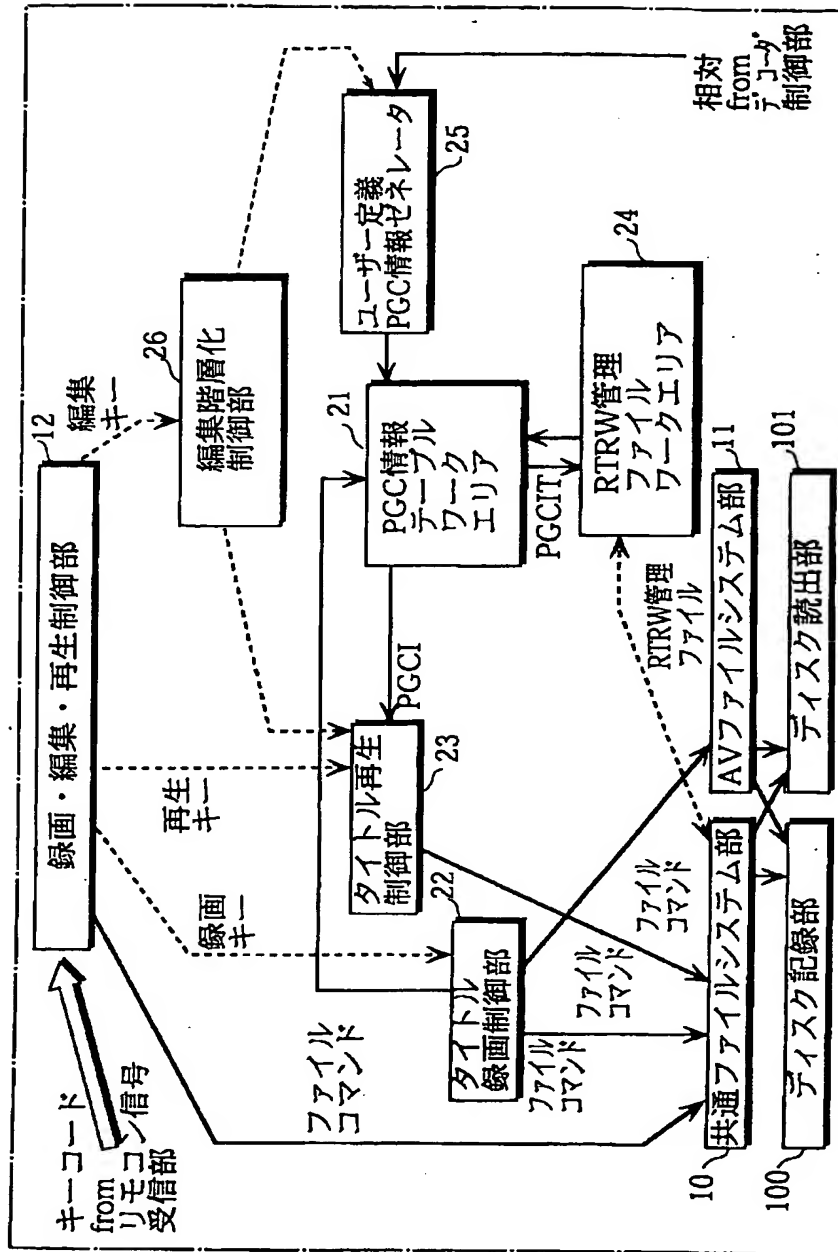 キーコード
from
リモコン信号
受信部
12
録画・編集・再生制御部
編集
キー
再生
キー
録画
キー
26
編集階層化
制御部
ユーザー定義
PGC情報ゼネレータ
25
相対
from
デコーダ
制御部
21
PGC情報
テーブル
ワーク
エリア
PGCI
PGCIT
タイトル再生
制御部
23
22
タイトル
録画制御部
24
RTRW管理
ファイル
ワークエリア
RTRW管理
ファイル
ファイル
コマンド
ファイル
コマンド
ファイル
コマンド
ファイル
コマンド
10
共通ファイルシステム部
11
AVファイルシステム部
100
ディスク記録部
101
ディスク読出部